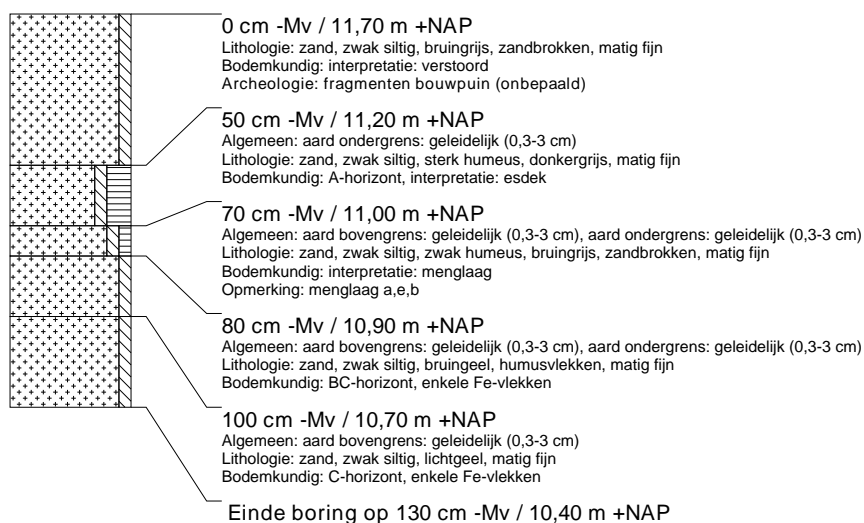 0 cm -Mv / 11,70 m +NAP
Lithologie: zand, zwak siltig, bruingrijs, zandbrokken, matig fijn
Bodemkundig: interpretatie: verstoord
Archeologie: fragmenten bouwpuin (onbepaald)
50 cm -Mv / 11,20 m +NAP
Algemeen: aard ondergrens: geleidelijk (0,3-3 cm)
Lithologie: zand, zwak siltig, sterk humeus, donkergrijs, matig fijn
Bodemkundig: A-horizont, interpretatie: esdek
70 cm -Mv / 11,00 m +NAP
Algemeen: aard bovengrens: geleidelijk (0,3-3 cm), aard ondergrens: geleidelijk (0,3-3 cm)
Lithologie: zand, zwak siltig, zwak humeus, bruingrijs, zandbrokken, matig fijn
Bodemkundig: interpretatie: menglaag
Opmerking: menglaag a,e,b
80 cm -Mv / 10,90 m +NAP
Algemeen: aard bovengrens: geleidelijk (0,3-3 cm), aard ondergrens: geleidelijk (0,3-3 cm)
Lithologie: zand, zwak siltig, bruingeel, humusvlekken, matig fijn
Bodemkundig: BC-horizont, enkele Fe-vlekken
100 cm -Mv / 10,70 m +NAP
Algemeen: aard bovengrens: geleidelijk (0,3-3 cm)
Lithologie: zand, zwak siltig, lichtgeel, matig fijn
Bodemkundig: C-horizont, enkele Fe-vlekken
Einde boring op 130 cm -Mv / 10,40 m +NAP